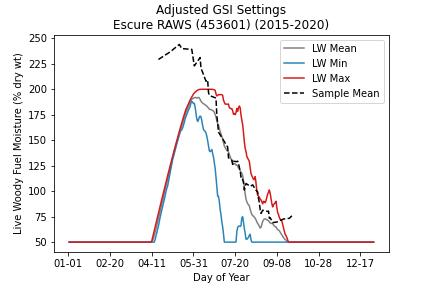 Adjusted GSI Settings
Escure RAWS (453601) (2015-2020)
Live Woody Fuel Moisture (% dry wt)
250
225
200
175
150
125
100
75
50
LW Mean
LW Min
LW Max
Sample Mean
01-01 02-20 04-11 05-31 07-20 09-08 10-28 12-17
Day of Year